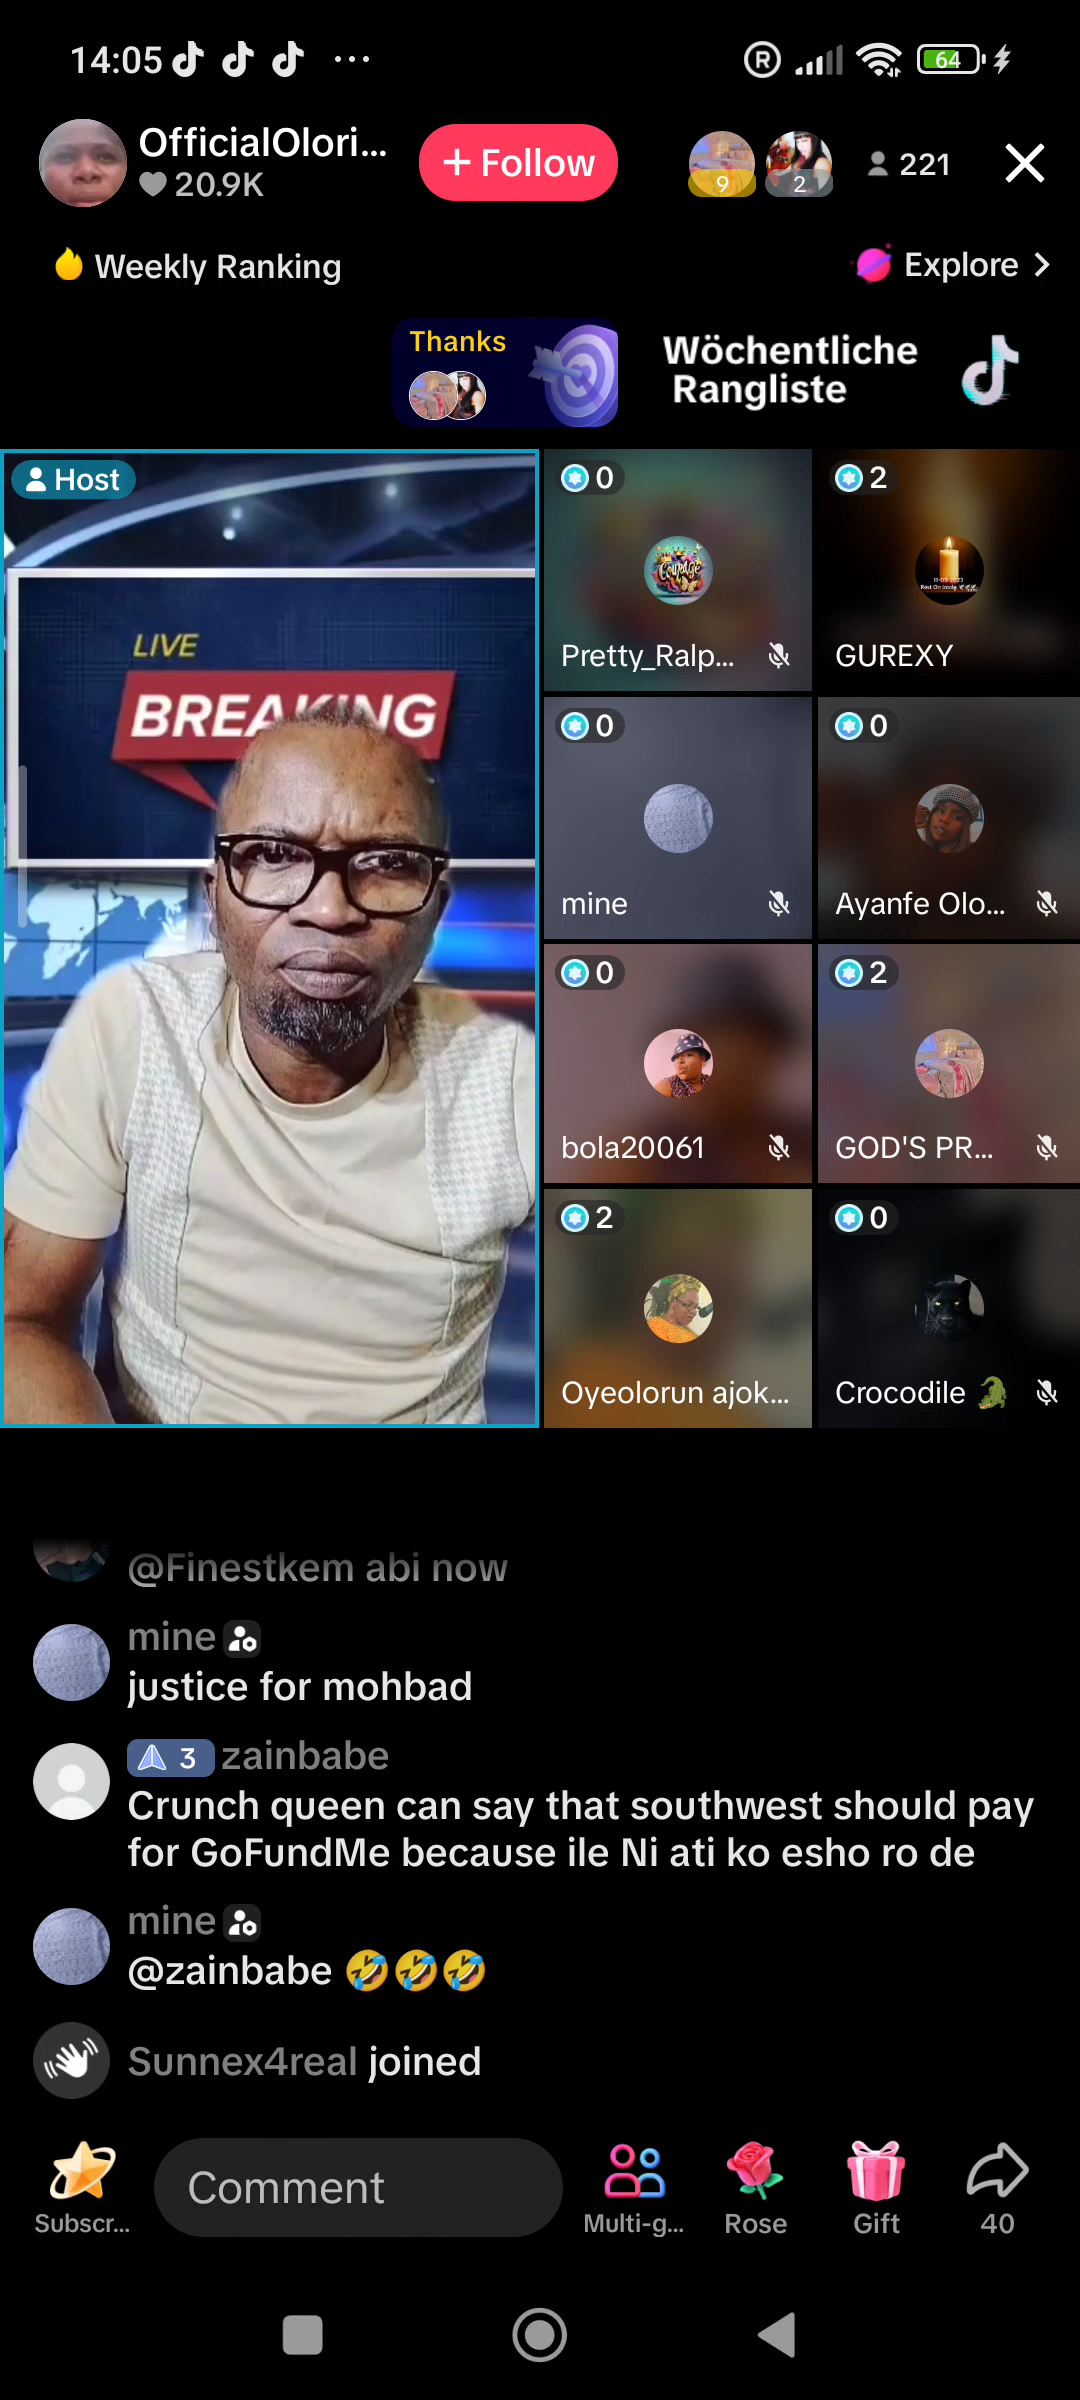 14:05
R
64
OfficialOlori...
20.9K
+ Follow
9
2
221
Weekly Ranking
Explore
Thanks
Wöchentliche
Rangliste
Host
LIVE
BREAKING
0
Courage
Pretty_Ralp...
2
GUREXY
0
mine
0
Ayanfe Olo...
0
bola20061
2
GOD'S PR...
2
Oyeolorun ajok...
0
Crocodile 🐊
@Finestkem abi now
mine
justice for mohbad
3 zainbabe
Crunch queen can say that southwest should pay
for GoFundMe because ile Ni ati ko esho ro de
mine
@zainbabe 🤣🤣🤣
Sunnex4real joined
Subscr...
Comment
Multi-g...
Rose
Gift
40